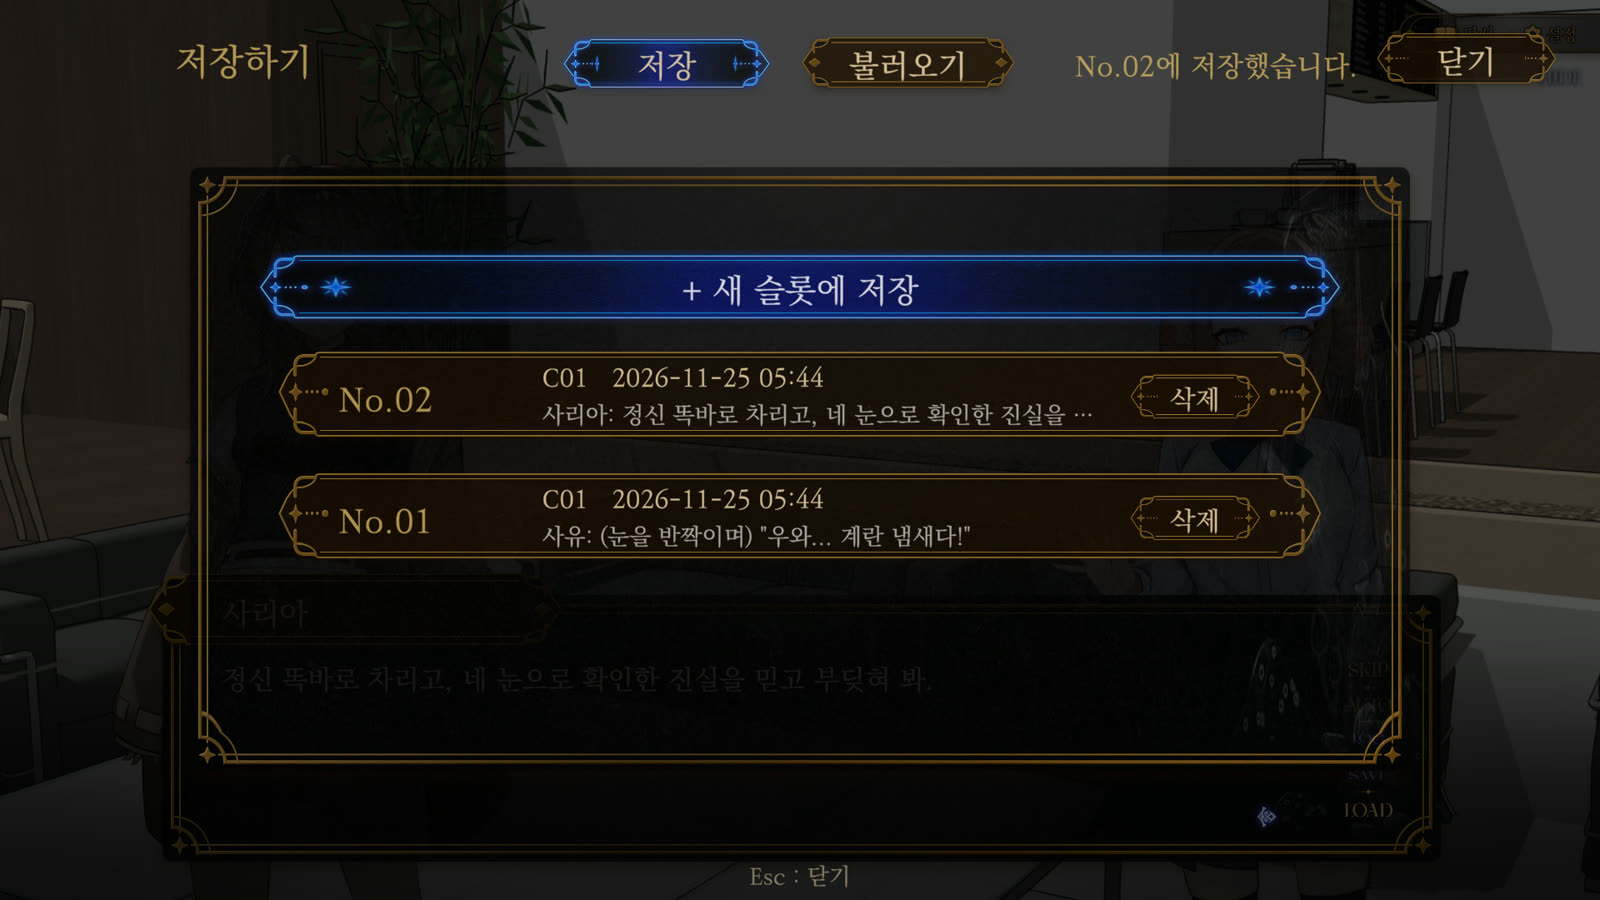 저장하기
저장
불러오기
No.02에 저장했습니다.
닫기
+ 새 슬롯에 저장
No.02
C01 2026-11-25 05:44
사리아: 정신 똑바로 차리고, 네 눈으로 확인한 진실을 …
삭제
No.01
C01 2026-11-25 05:44
사유: (눈을 반짝이며) "우와... 계란 냄새다!"
삭제
사리아
정신 똑바로 차리고, 네 눈으로 확인한 진실을 믿고 부딪혀 봐.
SKIP
AUTO
SAVE
LOAD
Esc : 닫기